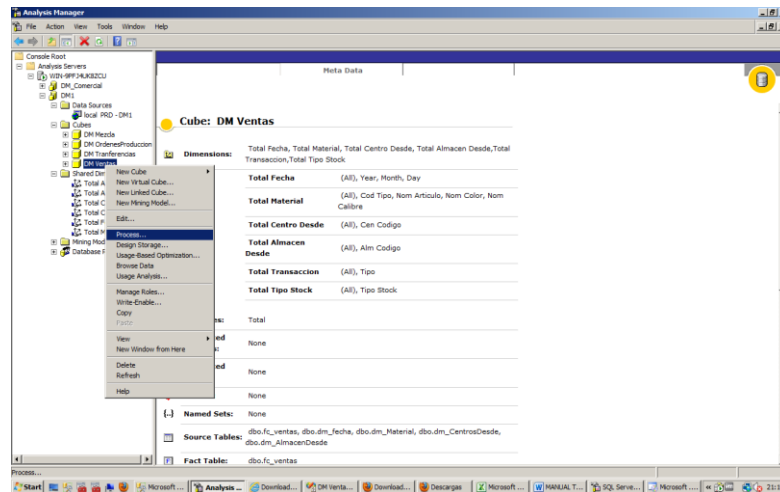 Analysis Manager
File Action View Tools Window Help
Console Root
Analysis Servers
WIN-9PFJ4UKB2CU
DM_Comercial
DM1
Data Sources
local PRD - DM1
Cubes
DM Mezcla
DM OrdenesProduccion
DM Tranferencias
DM Ventas
Shared Dim
Total A
Total A
Total C
Total C
Total F
Total M
Mining Mod
Database R
New Cube
New Virtual Cube...
New Linked Cube...
New Mining Model...
Edit...
Process...
Design Storage...
Usage-Based Optimization...
Browse Data
Usage Analysis...
Manage Roles...
Write-Enable...
Copy
Paste
View
New Window from Here
Delete
Refresh
Help
Meta Data
Cube: DM Ventas
Dimensions: Total Fecha, Total Material, Total Centro Desde, Total Almacen Desde,Total
Transaccion,Total Tipo Stock
Total Fecha (All), Year, Month, Day
Total Material (All), Cod Tipo, Nom Articulo, Nom Color, Nom
Calibre
Total Centro Desde (All), Cen Codigo
Total Almacen
Desde (All), Alm Codigo
Total Transaccion (All), Tipo
Total Tipo Stock (All), Tipo Stock
es: Total
ed
None
ed
None
None
{..} Named Sets: None
Source Tables: dbo.fc_ventas, dbo.dm_fecha, dbo.dm_Material, dbo.dm_CentrosDesde,
dbo.dm_AlmacenDesde
Fact Table: dbo.fc_ventas
Process...
Start Microsoft ... Analysis ... Download... DM Venta... Download... Descargas Microsoft ... MANUAL T... SQL Serve... Microsoft ...